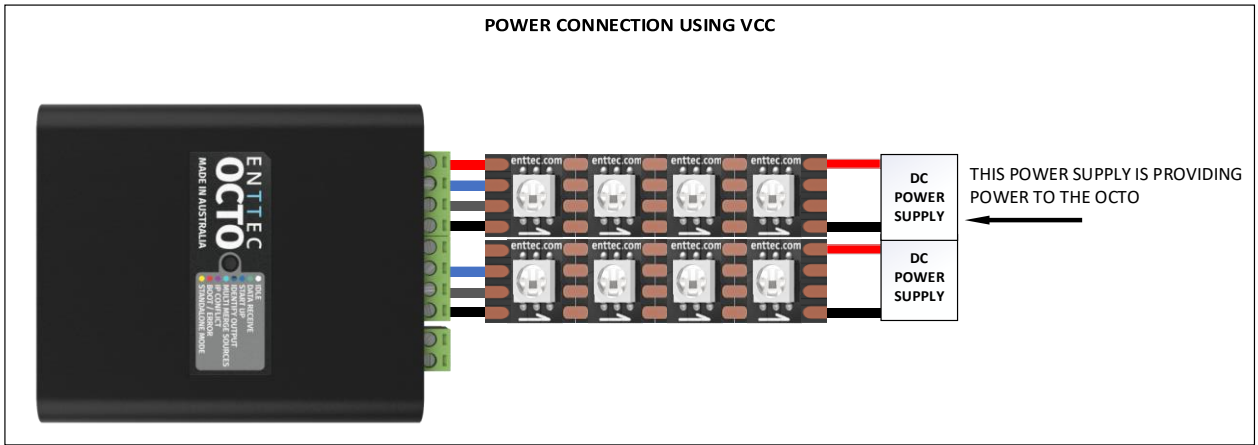 POWER CONNECTION USING VCC
ENTTEC
OCTO
MADE IN AUSTRALIA
IDLE
DATA RECEIVE
START UP
IDENTIFY OUTPUT
MULTI MERGE SOURCES
IP CONFLICT
BOOT / ERROR
STANDALONE MODE
enttec.com enttec.com enttec.com enttec.com
enttec.com enttec.com enttec.com enttec.com
DC
POWER
SUPPLY
DC
POWER
SUPPLY
THIS POWER SUPPLY IS PROVIDING
POWER TO THE OCTO